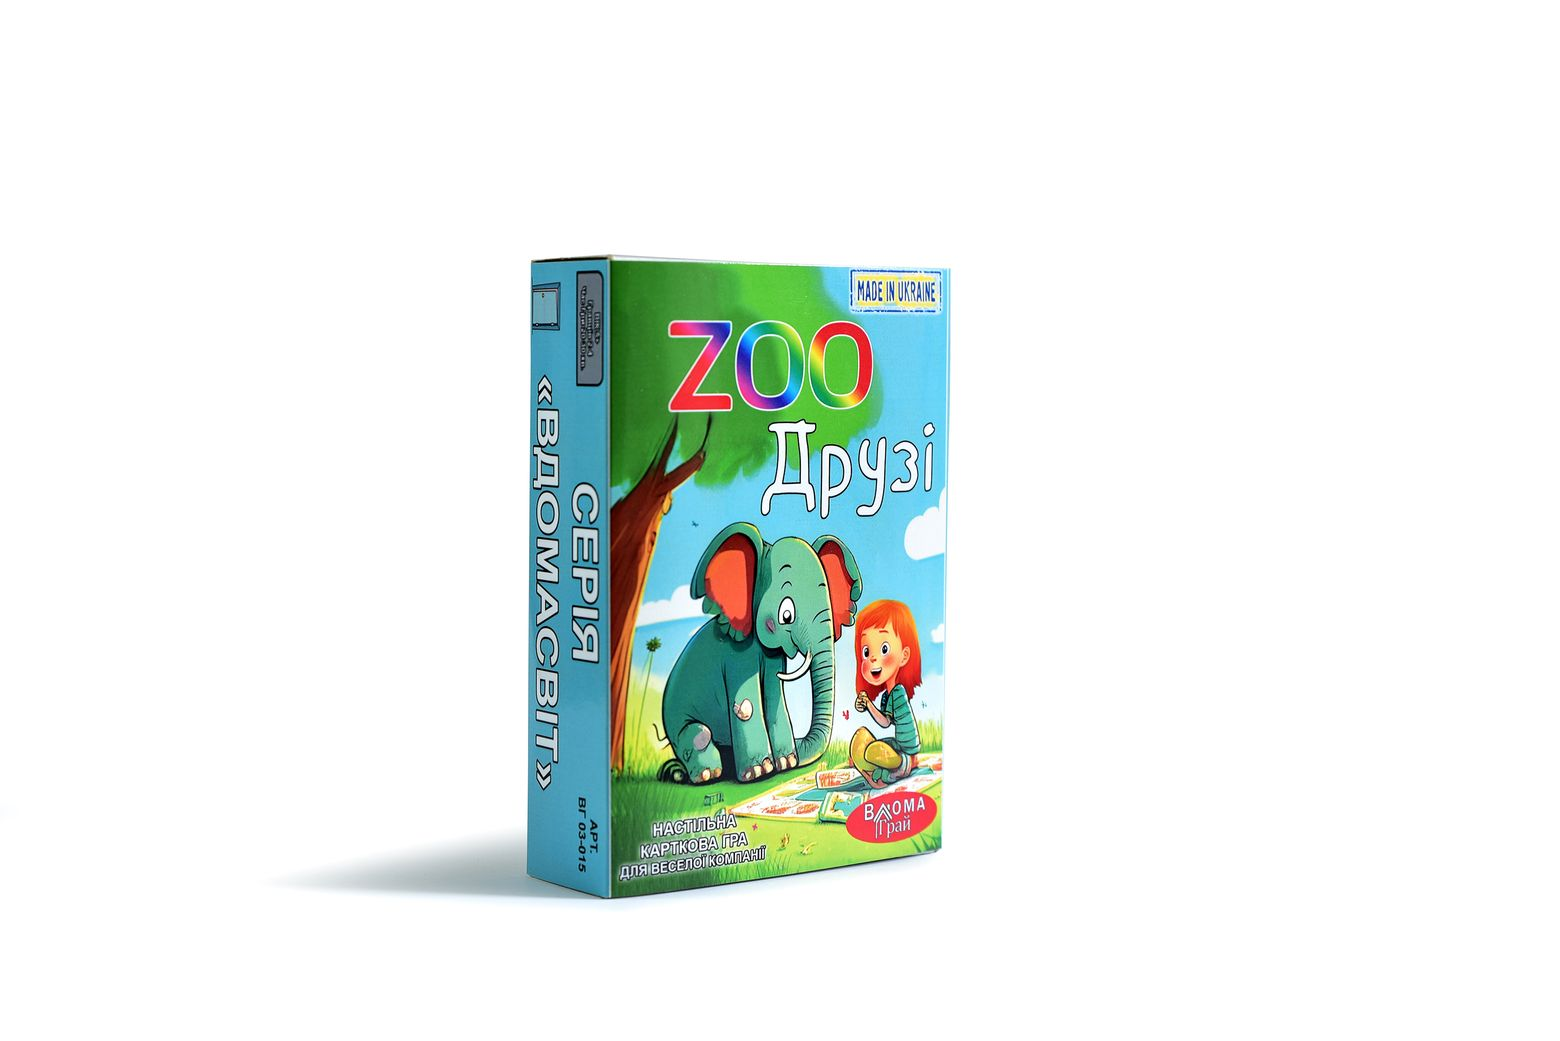 MADE IN UKRAINE
ZOO
Друзі
НАСТІЛЬНА
КАРТКОВА ГРА
ДЛЯ ВЕСЕЛОЇ КОМПАНІЇ
ВДОМА
Грай
СЕРІЯ
«ВДОМАСВІТ»
АРТ.
ВГ 03-015